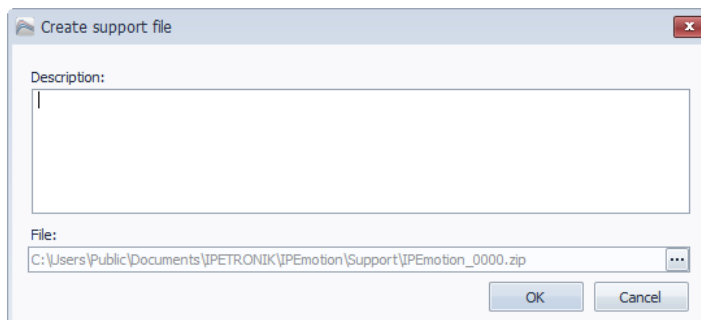 Create support file
Description:
File:
C:\Users\Public\Documents\IPETRONIK\IPEmotion\Support\IPEmotion_0000.zip
...
OK Cancel